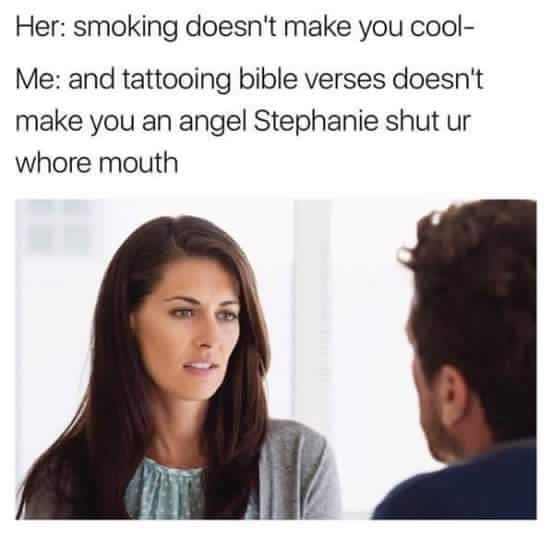 Her: smoking doesn't make you cool-
Me: and tattooing bible verses doesn't
make you an angel Stephanie shut ur
whore mouth